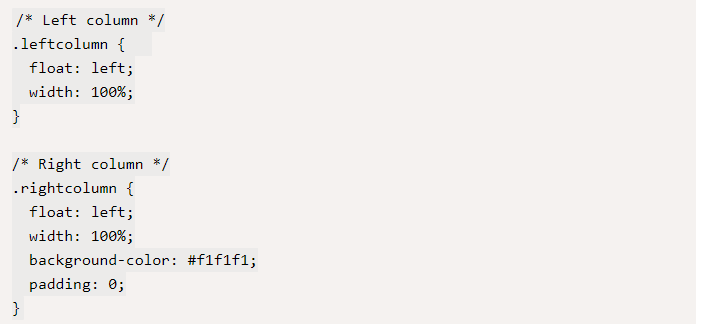 /* Left column */
.leftcolumn {
  float: left;
  width: 100%;
}

/* Right column */
.rightcolumn {
  float: left;
  width: 100%;
  background-color: #f1f1f1;
  padding: 0;
}